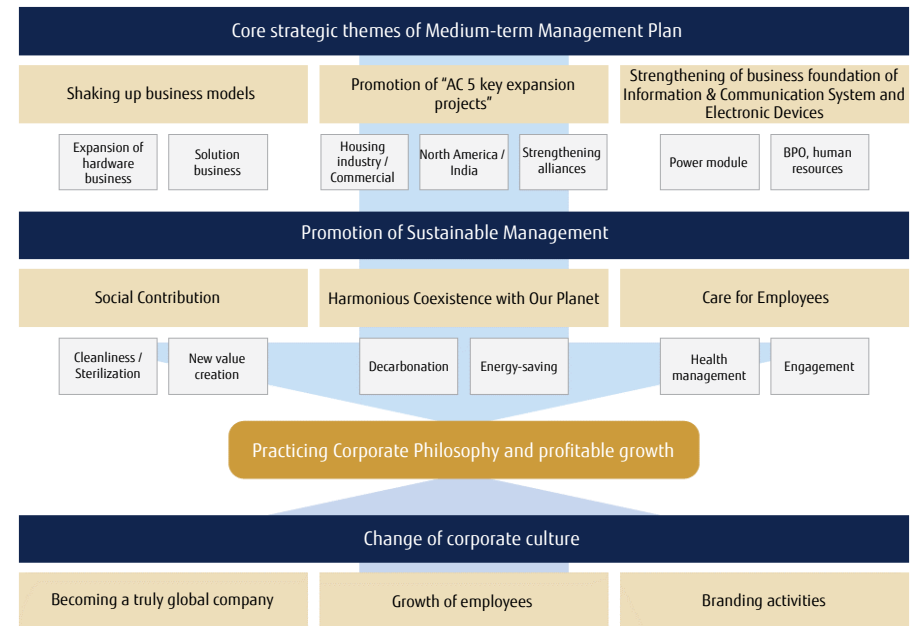 Core strategic themes of Medium-term Management Plan
Shaking up business models
Promotion of “AC 5 key expansion
projects”
Strengthening of business foundation of
Information & Communication System and
Electronic Devices
Expansion of
hardware
business
Solution
business
Housing
industry /
Commercial
North America /
India
Strengthening
alliances
Power module
BPO, human
resources
Promotion of Sustainable Management
Social Contribution
Harmonious Coexistence with Our Planet
Care for Employees
Cleanliness /
Sterilization
New value
creation
Decarbonation
Energy-saving
Health
management
Engagement
Practicing Corporate Philosophy and profitable growth
Change of corporate culture
Becoming a truly global company
Growth of employees
Branding activities